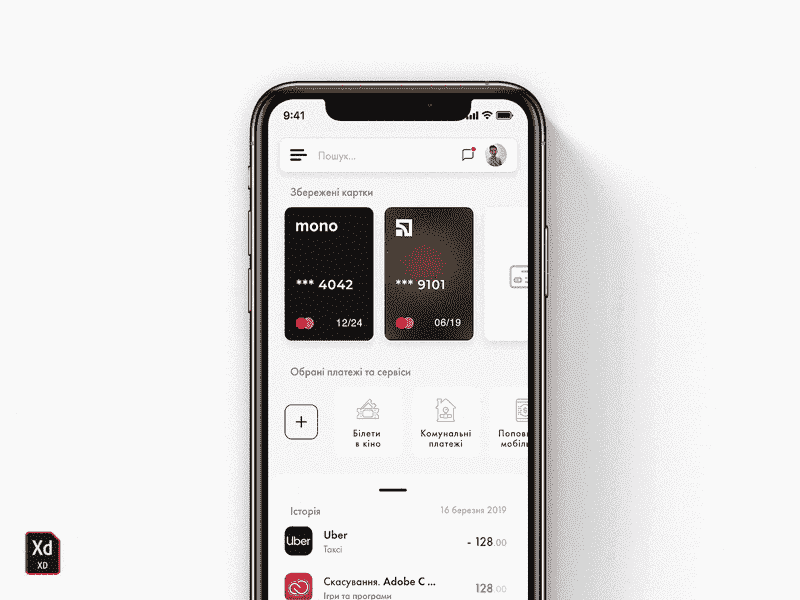 9:41
Пошук...
Збережені картки
mono
*** 4042
12/24
*** 9101
06/19
Обрані платежі та сервіси
+
Білети
в кіно
Комунальні
платежі
Попов
мобіль
Історія
16 березня 2019
Uber
Uber
- 128 00
Таксі
Скасування. Adobe C ...
128 00
Ігри та програми
Xd
XD